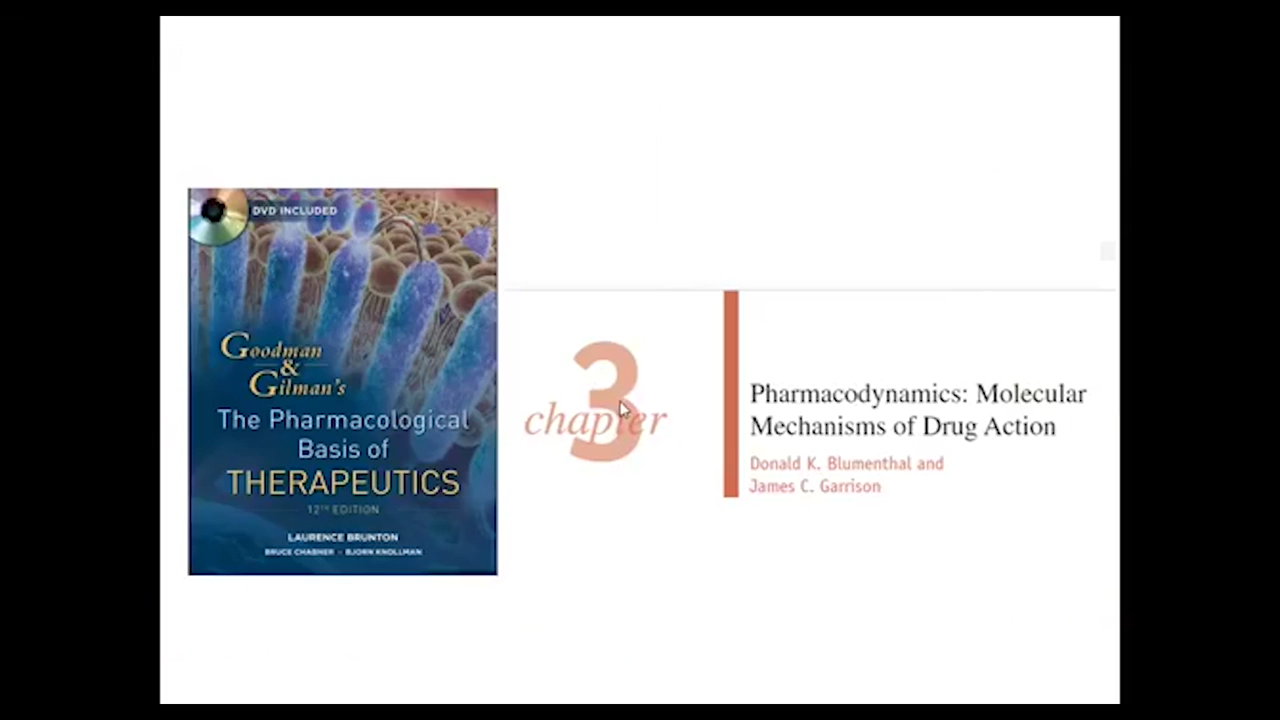 DVD INCLUDED
Goodman
&
Gilman's
The Pharmacological
Basis of
THERAPEUTICS
12TH EDITION
LAURENCE BRUNTON
BRUCE CHABNER - BJORN KNOLLMAN
3
chapter
Pharmacodynamics: Molecular
Mechanisms of Drug Action
Donald K. Blumenthal and
James C. Garrison